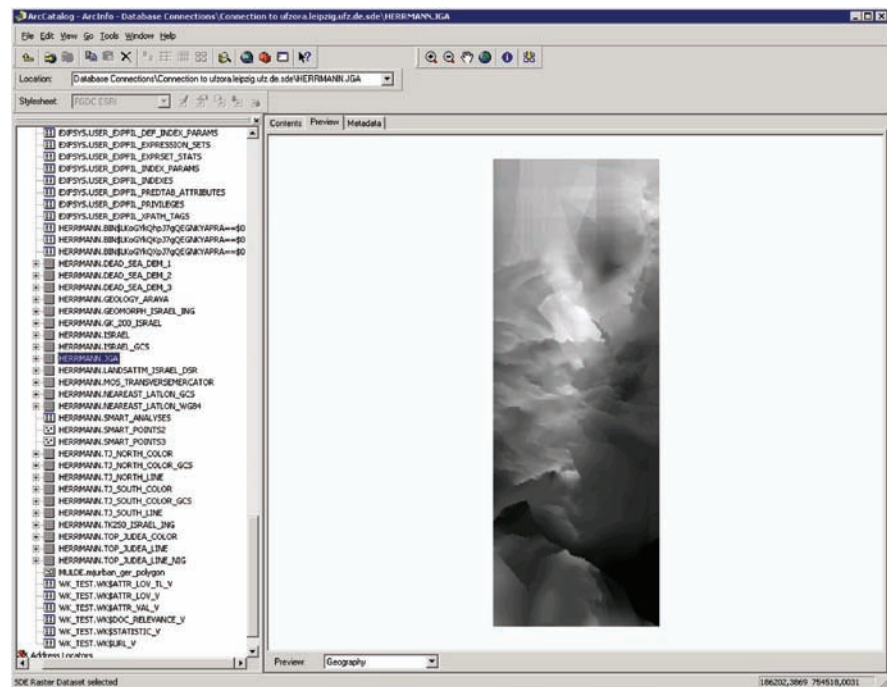 ArcCatalog - ArcInfo - Database Connections\Connection to ufzora.leipzig.ufz.de.sde\HERRMANN.JGA
File Edit View Go Tools Window Help
Location: Database Connections\Connection to ufzora.leipzig.ufz.de.sde\HERRMANN.JGA
Stylesheet: FGDC ESRI
Contents Preview Metadata
EXFSYS.USER_EXPFIL_DEF_INDEX_PARAMS
EXFSYS.USER_EXPFIL_EXPRESSION_SETS
EXFSYS.USER_EXPFIL_EXPRSET_STATS
EXFSYS.USER_EXPFIL_INDEX_PARAMS
EXFSYS.USER_EXPFIL_INDEXES
EXFSYS.USER_EXPFIL_PREDTAB_ATTRIBUTES
EXFSYS.USER_EXPFIL_PRIVILEGES
EXFSYS.USER_EXPFIL_XPATH_TAGS
HERRMANN.DEAD_SEA_DEM_1
HERRMANN.DEAD_SEA_DEM_2
HERRMANN.DEAD_SEA_DEM_3
HERRMANN.GEOLOGY_ARAVA
HERRMANN.GEOMORPH_ISRAEL_ING
HERRMANN.GK_200_ISRAEL
HERRMANN.ISRAEL
HERRMANN.ISRAEL_GCS
HERRMANN.JGA
HERRMANN.LANDSATTM_ISRAEL_DSR
HERRMANN.MOS_TRANSVERSEMERCATOR
HERRMANN.NEAREAST_LATLON_GCS
HERRMANN.NEAREAST_LATLON_WG84
HERRMANN.SMART_ANALYSES
HERRMANN.SMART_POINTS2
HERRMANN.SMART_POINTS3
HERRMANN.TJ_NORTH_COLOR
HERRMANN.TJ_NORTH_COLOR_GCS
HERRMANN.TJ_NORTH_LINE
HERRMANN.TJ_SOUTH_COLOR
HERRMANN.TJ_SOUTH_COLOR_GCS
HERRMANN.TJ_SOUTH_LINE
HERRMANN.TK250_ISRAEL_ING
HERRMANN.TOP_JUDEA_COLOR
HERRMANN.TOP_JUDEA_LINE
HERRMANN.TOP_JUDEA_LINE_NIG
MULDE.mjurban_ger_polygon
WK_TEST.WK$ATTR_LOV_TL_V
WK_TEST.WK$ATTR_LOV_V
WK_TEST.WK$ATTR_VAL_V
WK_TEST.WK$DOC_RELEVANCE_V
WK_TEST.WK$STATISTIC_V
WK_TEST.WK$URL_V
Address Locators
Preview: Geography
SDE Raster Dataset selected
186202,3869 754518,0031